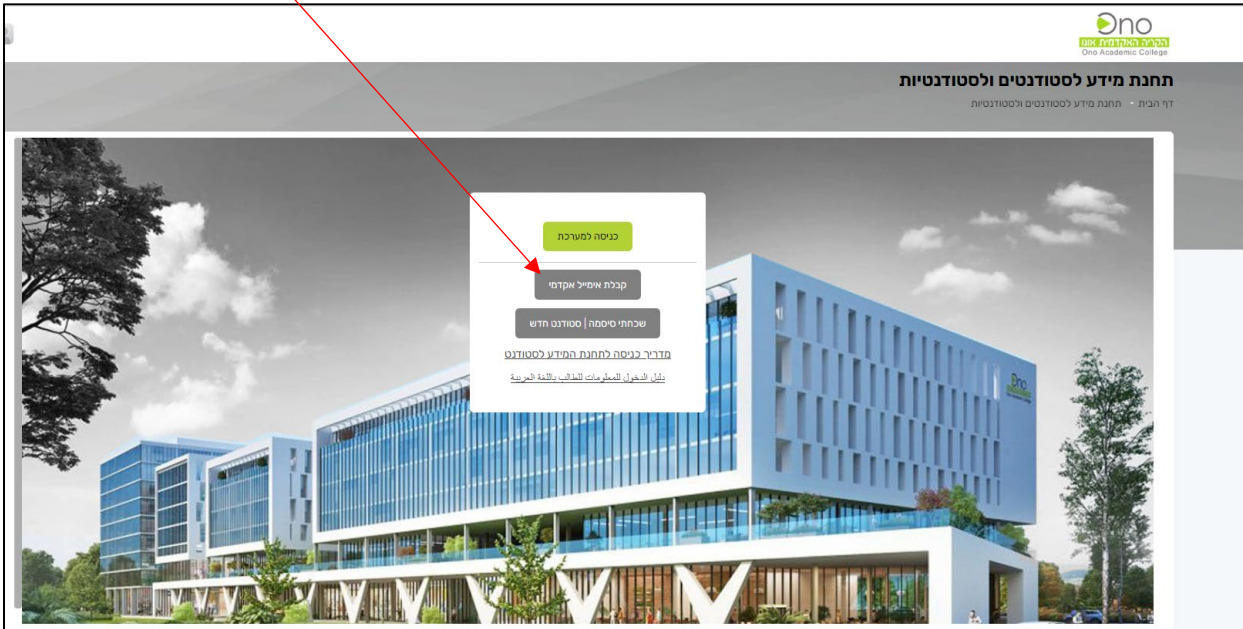 Ono
הקריה האקדמית אונו
Ono Academic College
תחנת מידע לסטודנטים ולסטודנטיות
דף הבית • תחנת מידע לסטודנטים ולסטודנטיות
כניסה למערכת
קבלת אימייל אקדמי
שכחתי סיסמה | סטודנט חדש
מדריך כניסה לתחנת המידע לסטודנט
دليل الدخول للمعلومات للطالب باللغة العربية
Ono